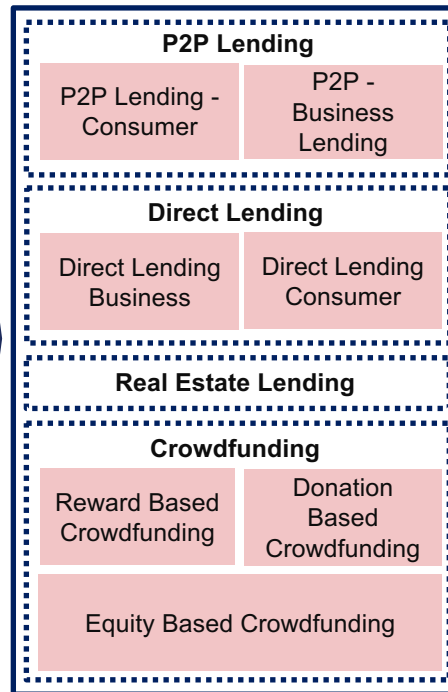 P2P Lending
P2P Lending -
Consumer
P2P -
Business
Lending
Direct Lending
Direct Lending
Business
Direct Lending
Consumer
Real Estate Lending
Crowdfunding
Reward Based
Crowdfunding
Donation
Based
Crowdfunding
Equity Based Crowdfunding